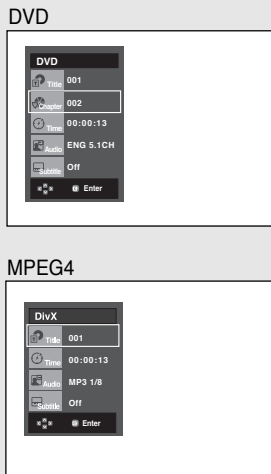 DVD
DVD
Title 001
Chapter 002
Time 00:00:13
Audio ENG 5.1CH
Subtitle Off
Enter
MPEG4
DivX
Title 001
Time 00:00:13
Audio MP3 1/8
Subtitle Off
Enter